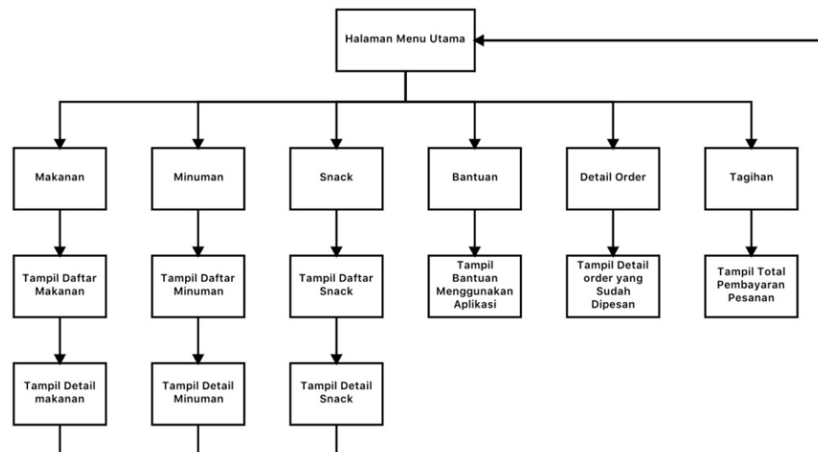 Halaman Menu Utama
Makanan
Minuman
Snack
Bantuan
Detail Order
Tagihan
Tampil Daftar
Makanan
Tampil Daftar
Minuman
Tampil Daftar
Snack
Tampil
Bantuan
Menggunakan
Aplikasi
Tampil Detail
order yang
Sudah
Dipesan
Tampil Total
Pembayaran
Pesanan
Tampil Detail
makanan
Tampil Detail
Minuman
Tampil Detail
Snack